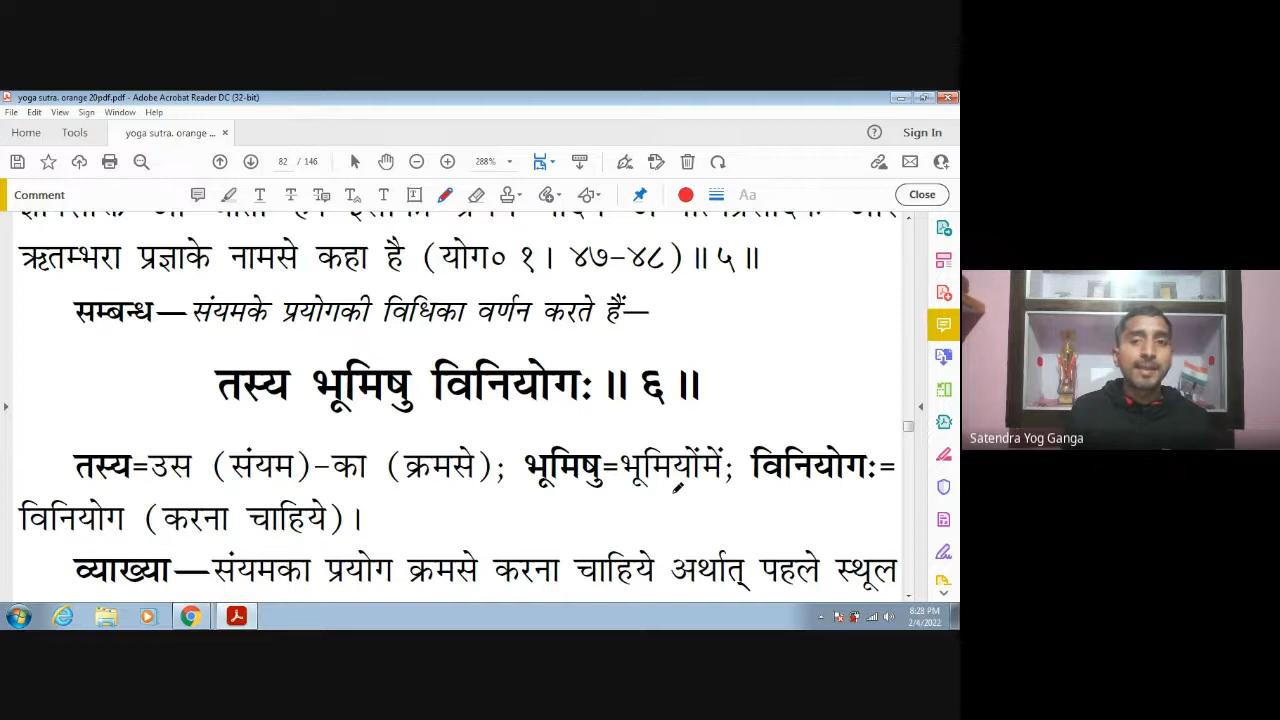 yoga sutra. orange 20pdf.pdf - Adobe Acrobat Reader DC (32-bit)
File Edit View Sign Window Help
Home Tools yoga sutra. orange ... × Sign In
82 / 146 288%
Comment Aa Close
ऋतम्भरा प्रज्ञाके नामसे कहा है (योग० १। ४७-४८)॥५॥
सम्बन्ध—संयमके प्रयोगकी विधिका वर्णन करते हैं—
तस्य भूमिषु विनियोगः॥ ६ ॥
तस्य=उस (संयम)-का (क्रमसे); भूमिषु=भूमियोंमें; विनियोगः=
विनियोग (करना चाहिये)।
व्याख्या—संयमका प्रयोग क्रमसे करना चाहिये अर्थात् पहले स्थूल
Satendra Yog Ganga
8:28 PM
2/4/2022